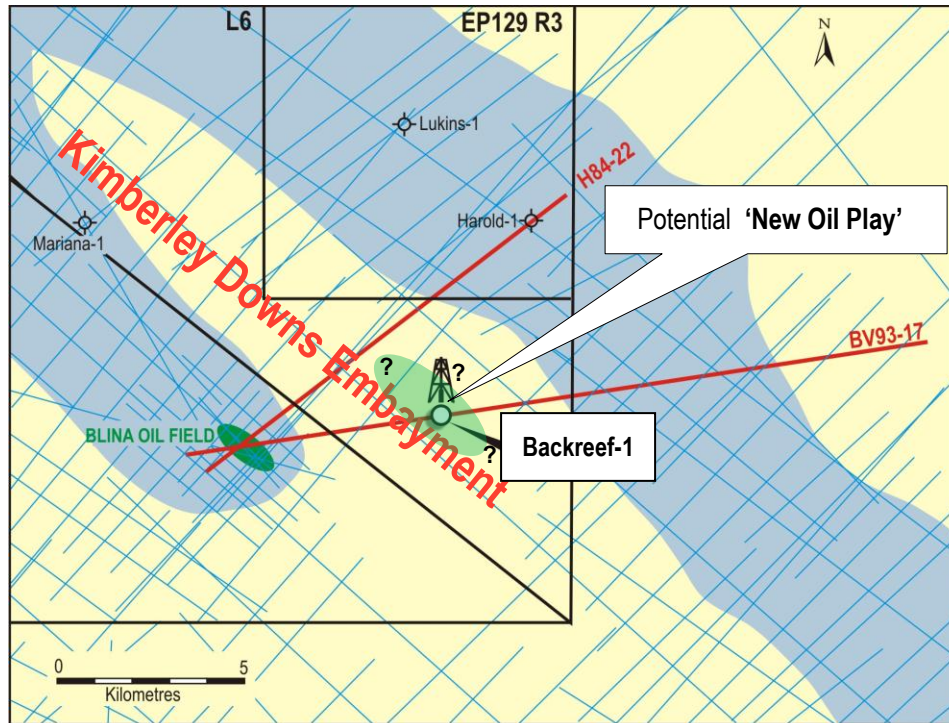 L6
EP129 R3
N
Lukins-1
H84-22
Kimberley Downs Embayment
Potential ‘New Oil Play’
Harold-1
Mariana-1
BV93-17
?
?
BLINA OIL FIELD
Backreef-1
?
0
5
Kilometres